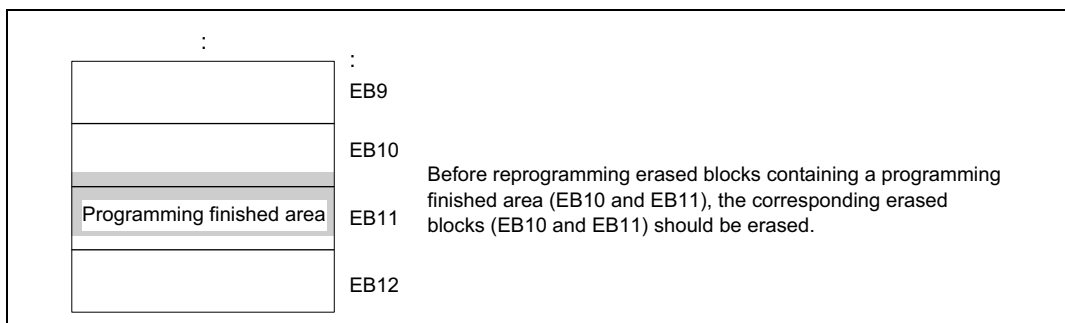 :
:
EB9
EB10
Before reprogramming erased blocks containing a programming
finished area (EB10 and EB11), the corresponding erased
blocks (EB10 and EB11) should be erased.
Programming finished area
EB11
EB12